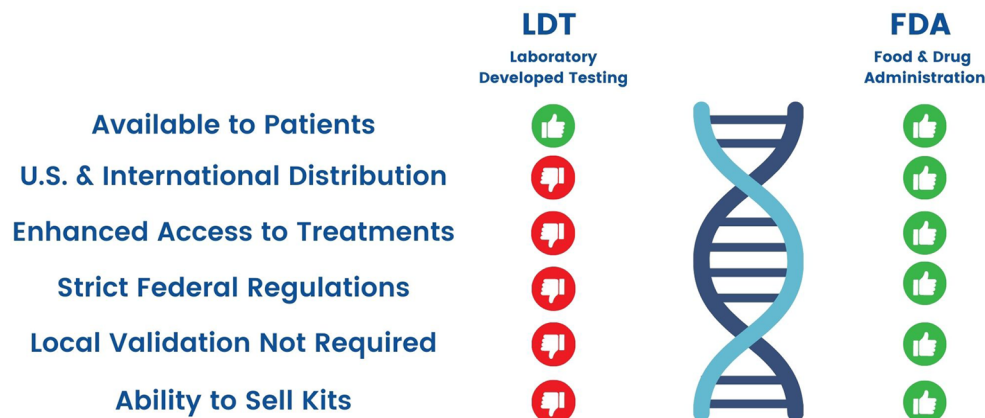 LDT
Laboratory
Developed Testing
FDA
Food & Drug
Administration
Available to Patients
U.S. & International Distribution
Enhanced Access to Treatments
Strict Federal Regulations
Local Validation Not Required
Ability to Sell Kits